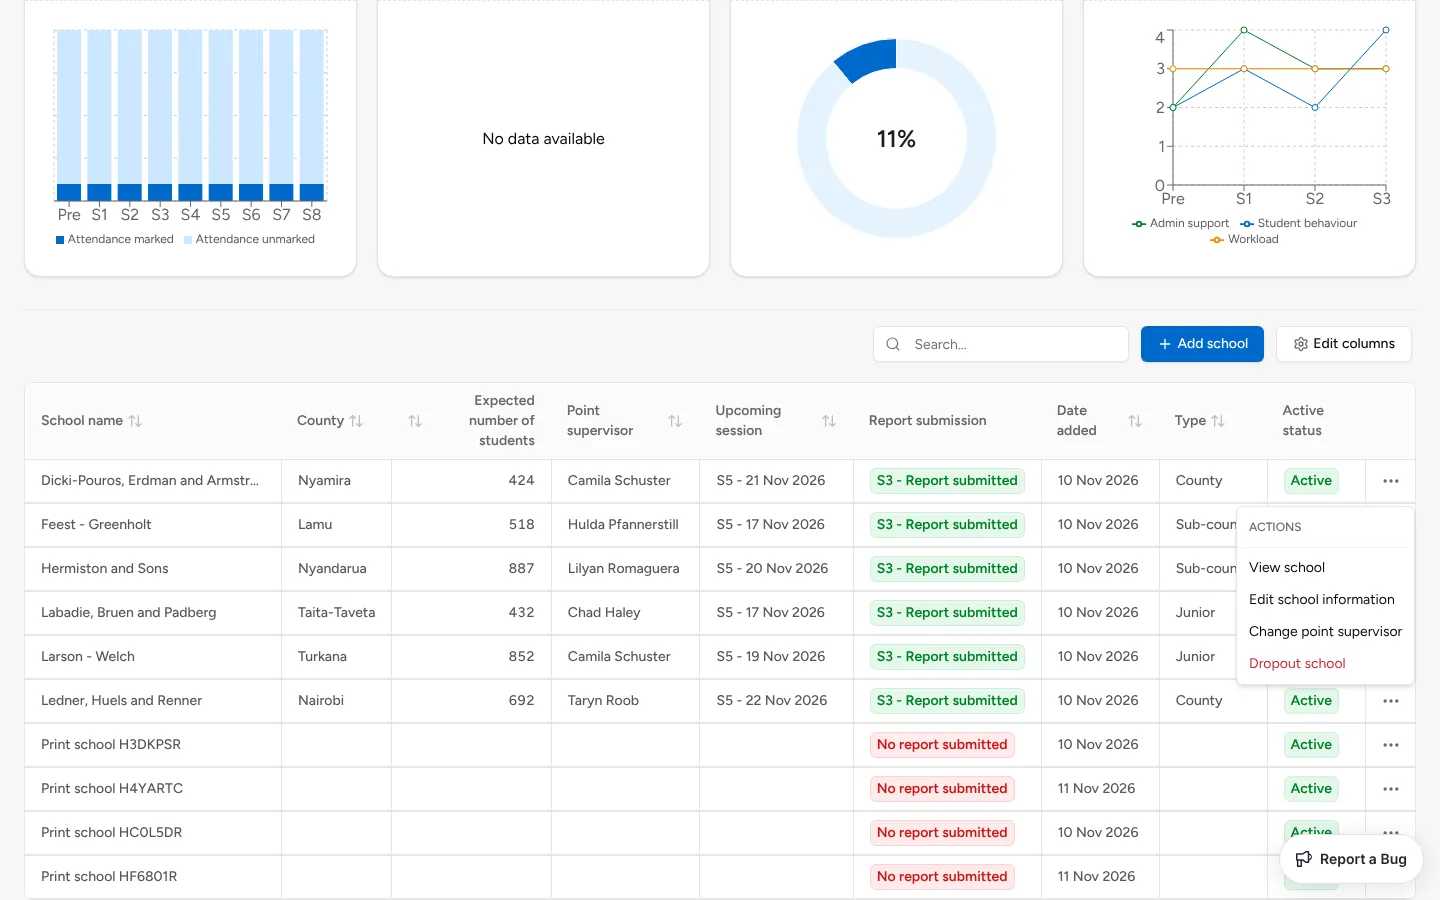 Pre S1 S2 S3 S4 S5 S6 S7 S8
Attendance marked Attendance unmarked
No data available
11%
4
3
2
1
0
Pre S1 S2 S3
Admin support Student behaviour
Workload
Search...
+ Add school
Edit columns
School name County Expected number of students Point supervisor Upcoming session Report submission Date added Type Active status
Dicki-Pouros, Erdman and Armstr... Nyamira 424 Camila Schuster S5 - 21 Nov 2026 S3 - Report submitted 10 Nov 2026 County Active
Feest - Greenholt Lamu 518 Hulda Pfannerstill S5 - 17 Nov 2026 S3 - Report submitted 10 Nov 2026 Sub-coun
Hermiston and Sons Nyandarua 887 Lilyan Romaguera S5 - 20 Nov 2026 S3 - Report submitted 10 Nov 2026 Sub-coun
Labadie, Bruen and Padberg Taita-Taveta 432 Chad Haley S5 - 17 Nov 2026 S3 - Report submitted 10 Nov 2026 Junior
Larson - Welch Turkana 852 Camila Schuster S5 - 19 Nov 2026 S3 - Report submitted 10 Nov 2026 Junior
Ledner, Huels and Renner Nairobi 692 Taryn Roob S5 - 22 Nov 2026 S3 - Report submitted 10 Nov 2026 County Active
Print school H3DKPSR No report submitted 10 Nov 2026 Active
Print school H4YARTC No report submitted 11 Nov 2026 Active
Print school HC0L5DR No report submitted 10 Nov 2026 Active
Print school HF6801R No report submitted 11 Nov 2026
ACTIONS
View school
Edit school information
Change point supervisor
Dropout school
Report a Bug